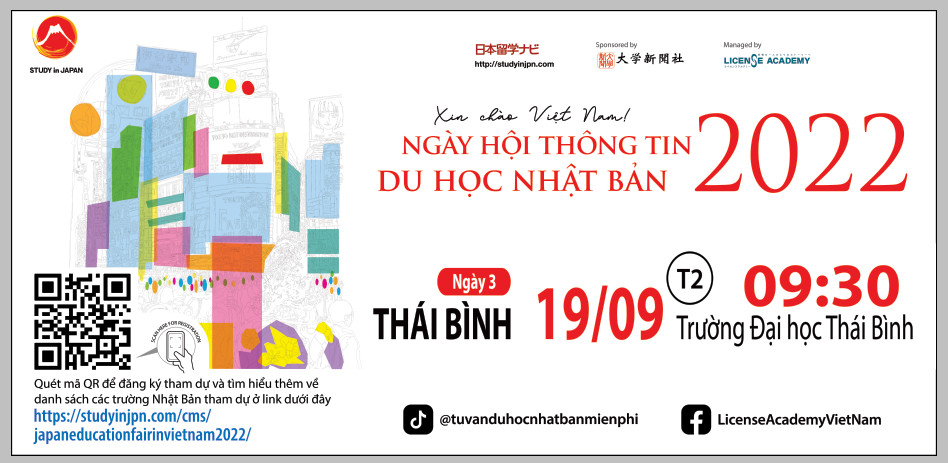 STUDY in JAPAN
日本留学ナビ
http://studyinjpn.com
Sponsored by
大学新聞社
Managed by
LICENSE ACADEMY
Xin chào Việt Nam!
NGÀY HỘI THÔNG TIN
DU HỌC NHẬT BẢN
2022
Ngày 3
THÁI BÌNH
19/09
T2
09:30
Trường Đại học Thái Bình
SCAN HERE FOR REGISTRATION
Quét mã QR để đăng ký tham dự và tìm hiểu thêm về
danh sách các trường Nhật Bản tham dự ở link dưới đây
https://studyinjpn.com/cms/
japaneducationfairinvietnam2022/
@tuvanduhocnhatbanmienphi
LicenseAcademyVietNam